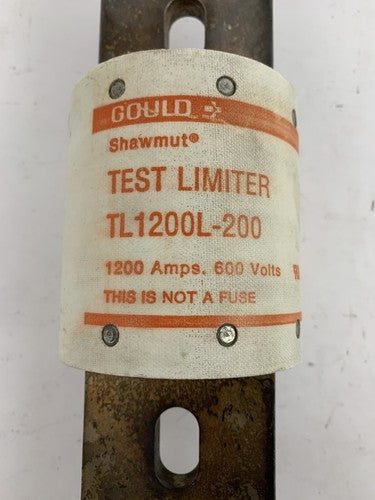 GOULD
Shawmut®
TEST LIMITER
TL1200L-200
1200 Amps. 600 Volts
THIS IS NOT A FUSE